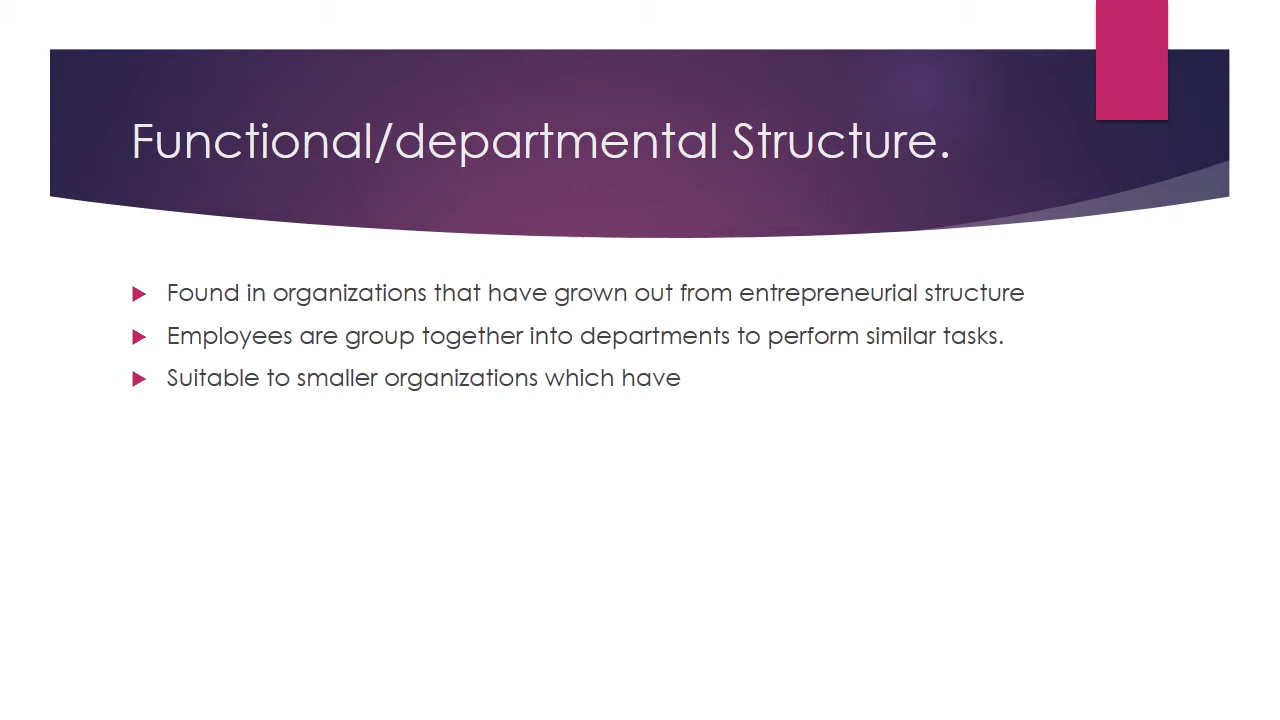 Functional/departmental Structure.
Found in organizations that have grown out from entrepreneurial structure
Employees are group together into departments to perform similar tasks.
Suitable to smaller organizations which have